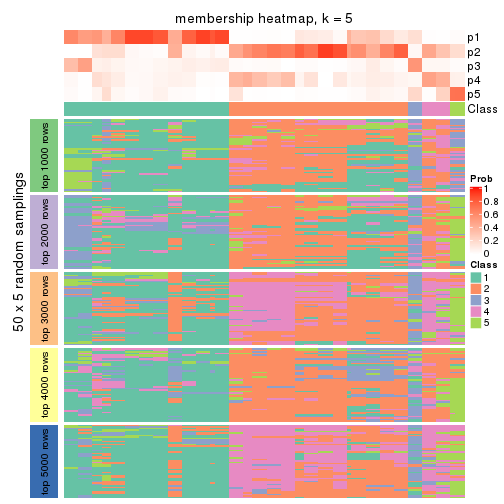 membership heatmap, k = 5
p1
p2
p3
p4
p5
Class
50 x 5 random samplings
top 1000 rows
top 2000 rows
top 3000 rows
top 4000 rows
top 5000 rows
Prob
1
0.8
0.6
0.4
0.2
0
Class
1
2
3
4
5